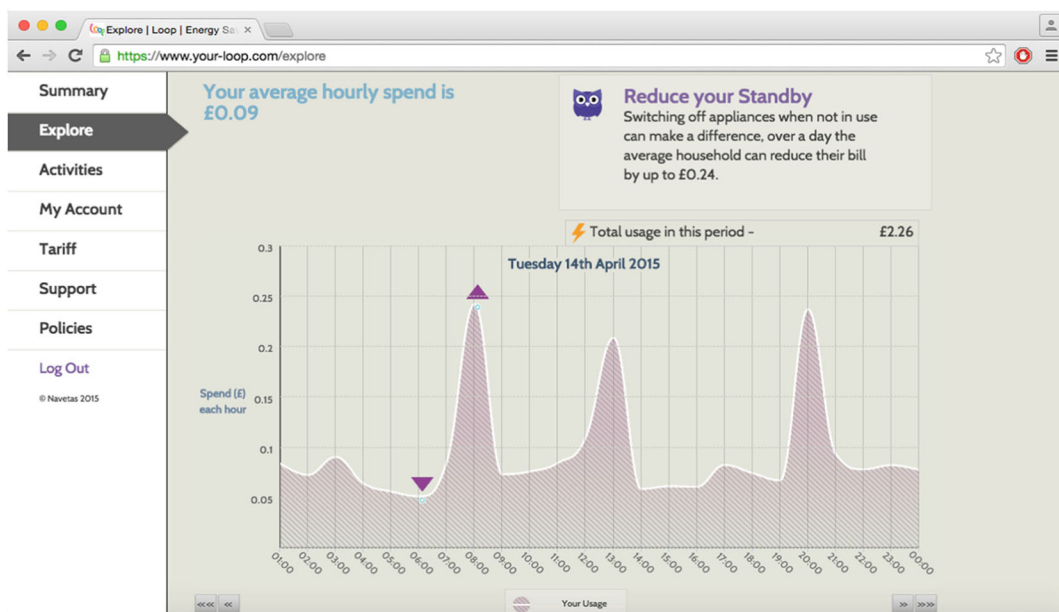 Explore | Loop | Energy Sav
https://www.your-loop.com/explore
Summary
Explore
Activities
My Account
Tariff
Support
Policies
Log Out
© Navetas 2015
Your average hourly spend is
£0.09
Reduce your Standby
Switching off appliances when not in use
can make a difference, over a day the
average household can reduce their bill
by up to £0.24.
Total usage in this period - £2.26
Tuesday 14th April 2015
Spend (£)
each hour
0.3
0.25
0.2
0.15
0.1
0.05
01:00 02:00 03:00 04:00 05:00 06:00 07:00 08:00 09:00 10:00 11:00 12:00 13:00 14:00 15:00 16:00 17:00 18:00 19:00 20:00 21:00 22:00 23:00 00:00
<< < Your Usage > >>